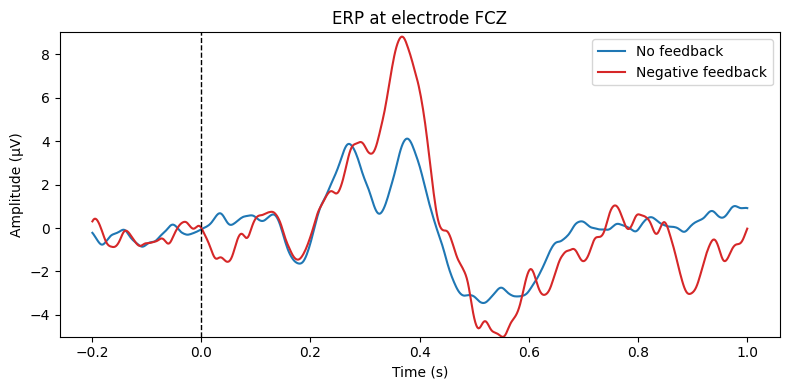 ERP at electrode FCZ
No feedback
Negative feedback
Amplitude (µV)
8
6
4
2
0
−2
−4
−0.2
0.0
0.2
0.4
0.6
0.8
1.0
Time (s)